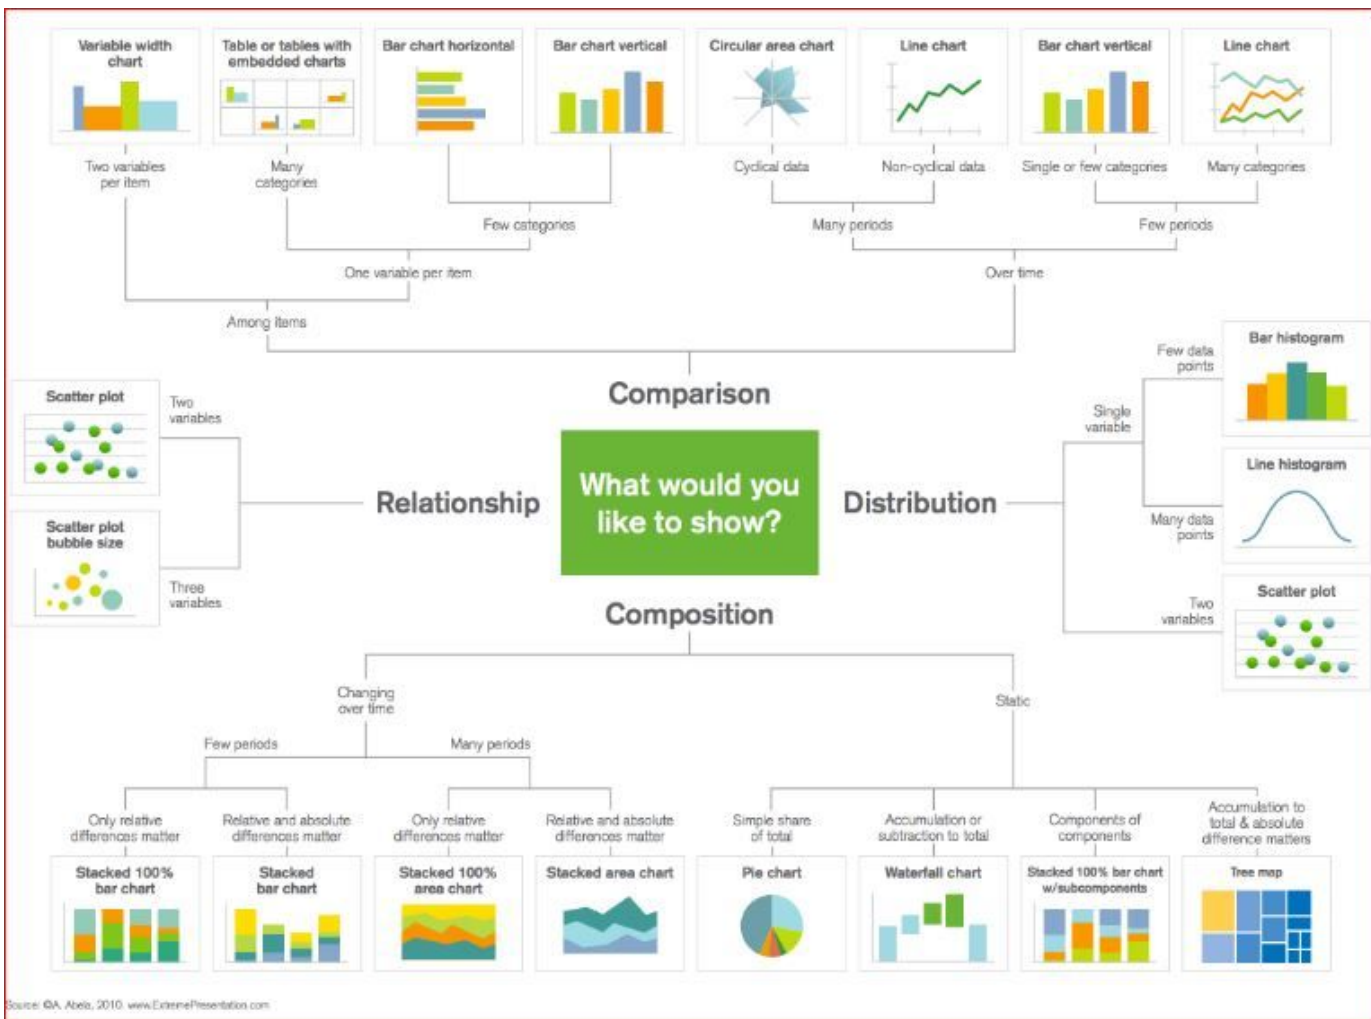 Variable width
chart
Table or tables with
embedded charts
Bar chart horizontal
Bar chart vertical
Circular area chart
Line chart
Bar chart vertical
Line chart
Two variables
per item
Many
categories
Cyclical data
Non-cyclical data
Single or few categories
Many categories
Few categories
Many periods
Few periods
One variable per item
Over time
Among items
Comparison
Scatter plot
Two
variables
Relationship
Scatter plot
bubble size
Three
variables
What would you
like to show?
Distribution
Single
variable
Few data
points
Bar histogram
Line histogram
Many data
points
Two
variables
Scatter plot
Composition
Changing
over time
Static
Few periods
Many periods
Only relative
differences matter
Relative and absolute
differences matter
Only relative
differences matter
Relative and absolute
differences matter
Simple share
of total
Accumulation or
subtraction to total
Components of
components
Accumulation to
total & absolute
difference matters
Stacked 100%
bar chart
Stacked
bar chart
Stacked 100%
area chart
Stacked area chart
Pie chart
Waterfall chart
Stacked 100% bar chart
w/subcomponents
Tree map
Source: ©A. Abela, 2010. www.ExtremePresentation.com